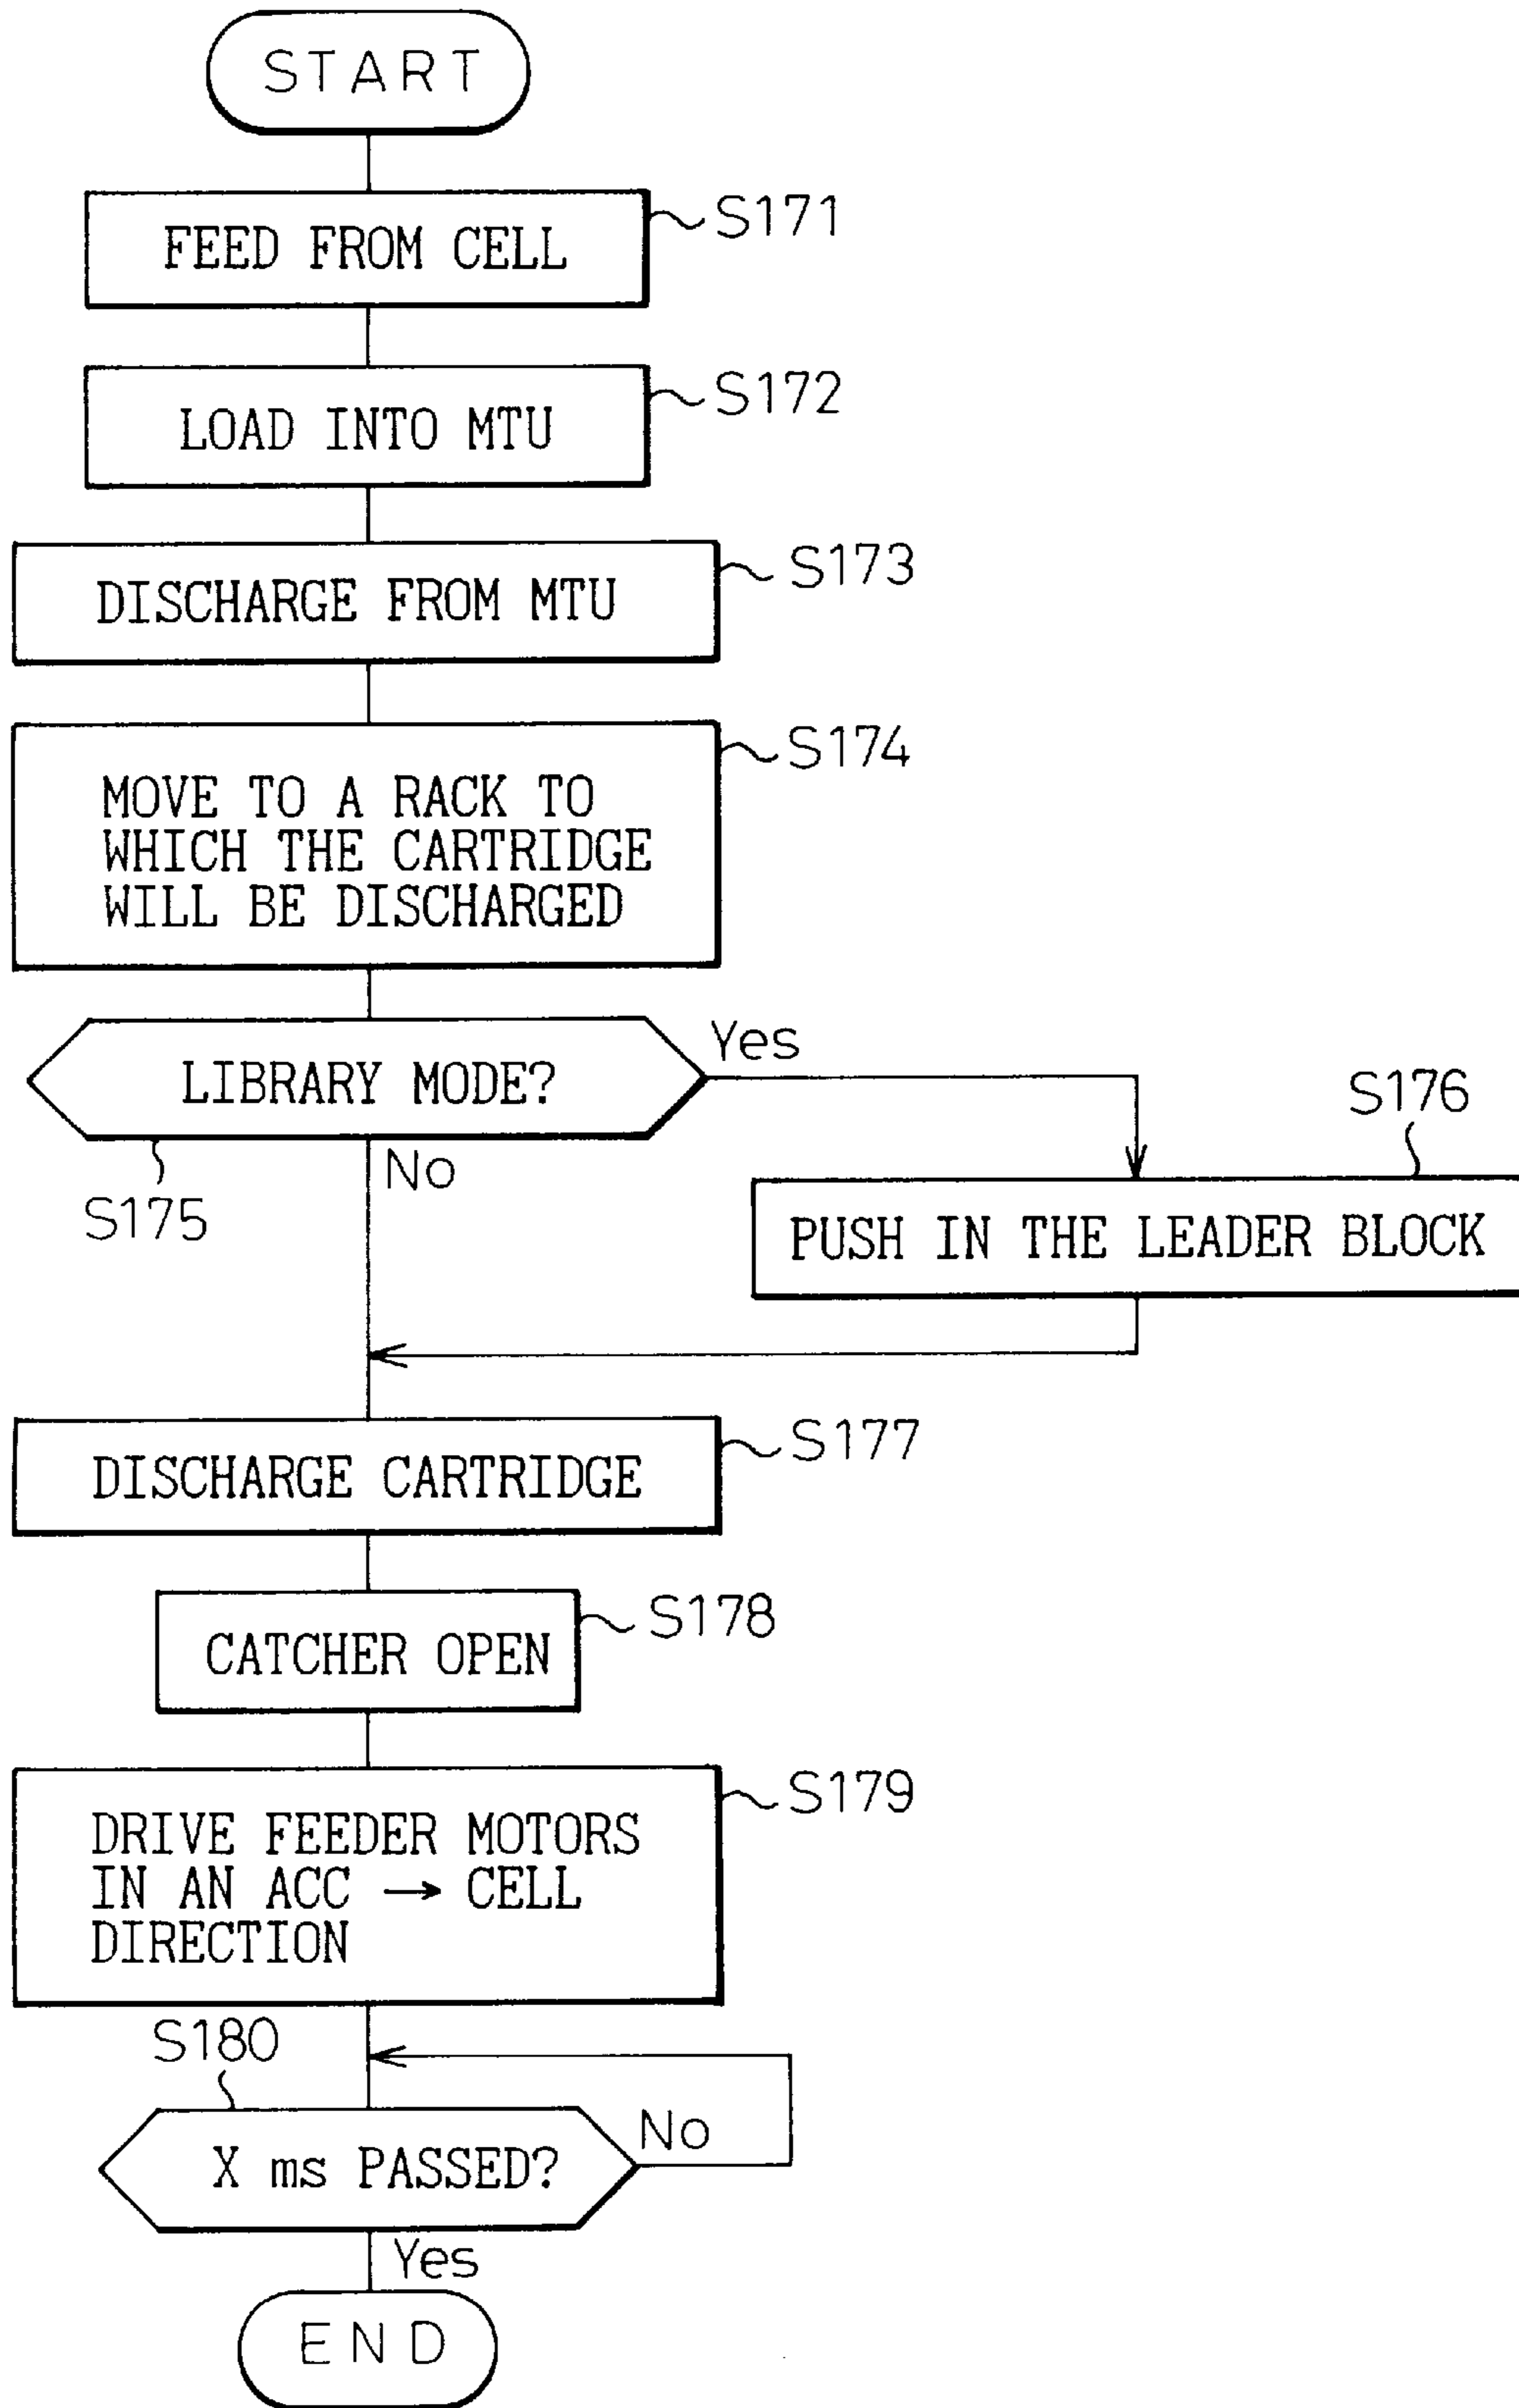 START
FEED FROM CELL
S171
LOAD INTO MTU
S172
DISCHARGE FROM MTU
S173
MOVE TO A RACK TO
WHICH THE CARTRIDGE
WILL BE DISCHARGED
S174
LIBRARY MODE?
Yes
S175
No
S176
PUSH IN THE LEADER BLOCK
DISCHARGE CARTRIDGE
S177
CATCHER OPEN
S178
DRIVE FEEDER MOTORS
IN AN ACC → CELL
DIRECTION
S179
S180
X ms PASSED?
No
Yes
END